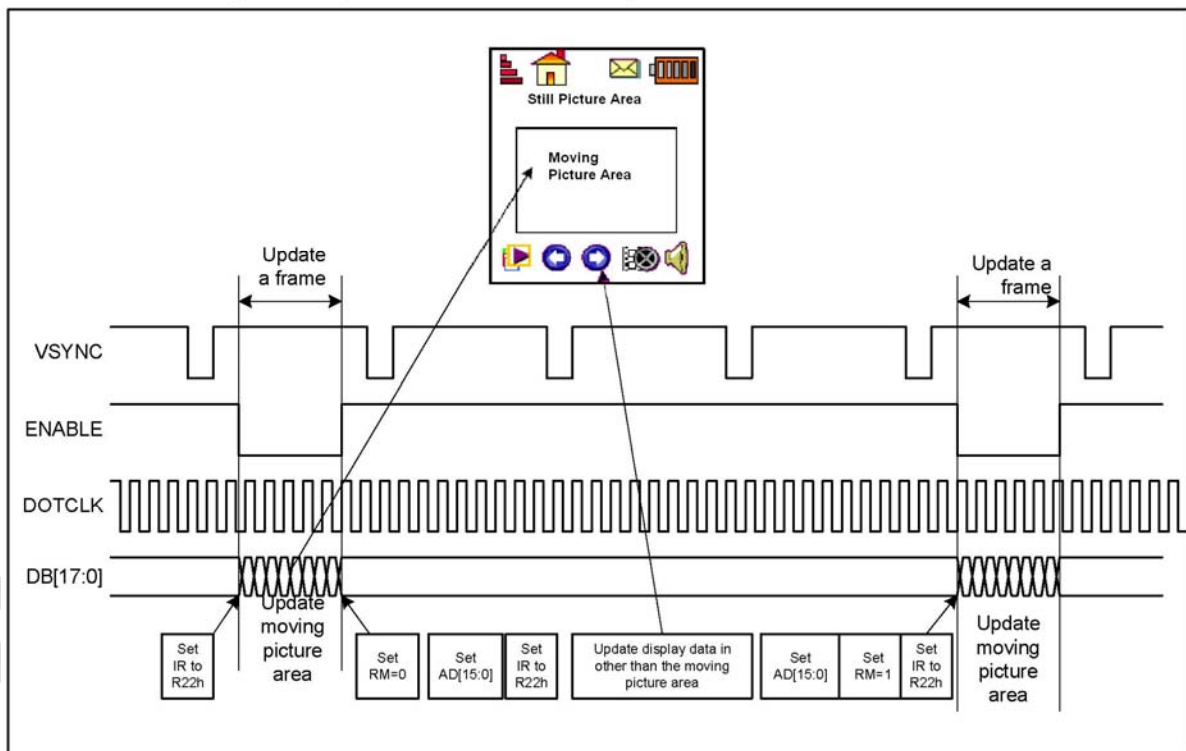 Still Picture Area
Moving
Picture Area
Update
a frame
Update a
frame
VSYNC
ENABLE
DOTCLK
DB[17:0]
Update
moving
picture
area
Set
IR to
R22h
Set
RM=0
Set
AD[15:0]
Set
IR to
R22h
Update display data in
other than the moving
picture area
Set
AD[15:0]
Set
RM=1
Set
IR to
R22h
Update
moving
picture
area